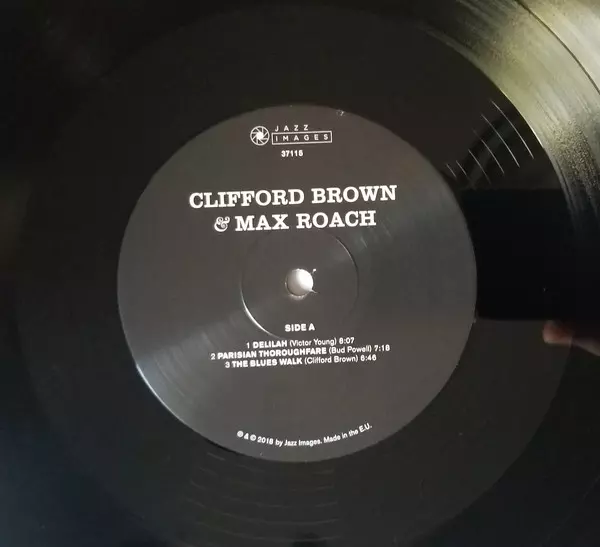 JAZZ
IMAGES
37115
CLIFFORD BROWN
& MAX ROACH
SIDE A
1 DELILAH (Victor Young) 6:07
2 PARISIAN THOROUGHFARE (Bud Powell) 7:18
3 THE BLUES WALK (Clifford Brown) 6:46
℗ & © 2018 by Jazz Images. Made in the E.U.